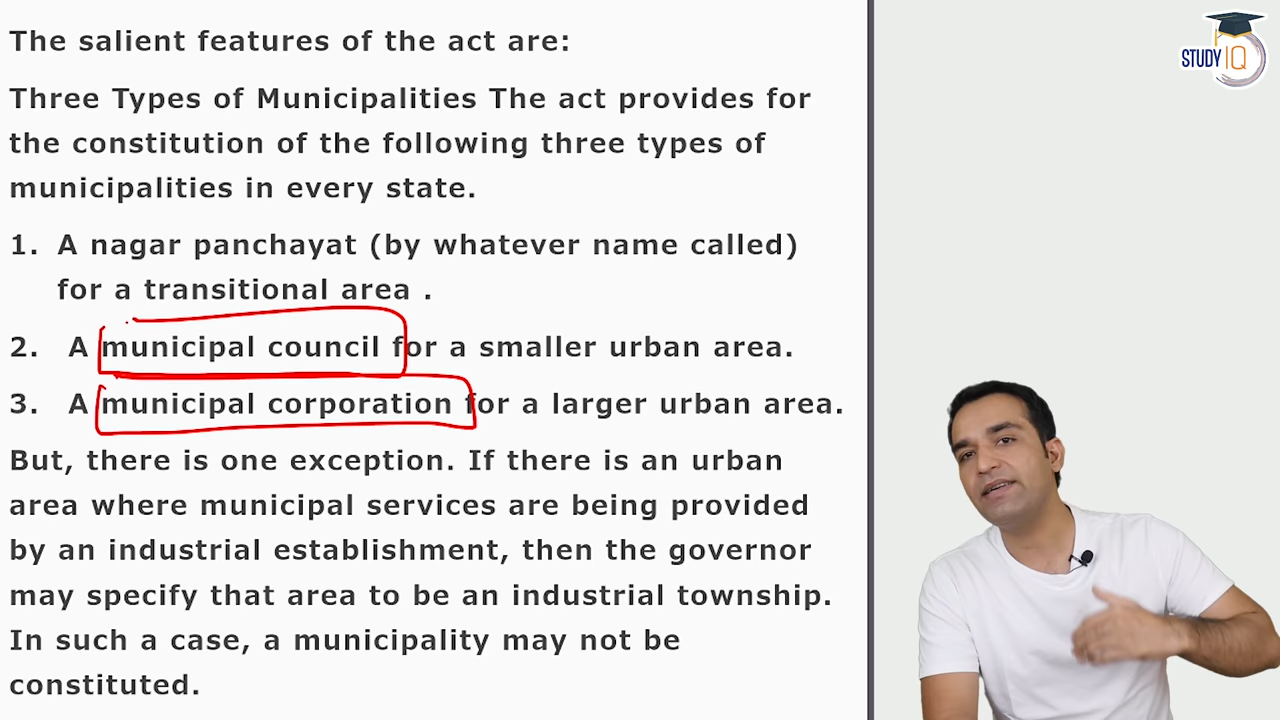 The salient features of the act are:
Three Types of Municipalities The act provides for
the constitution of the following three types of
municipalities in every state.
1. A nagar panchayat (by whatever name called)
for a transitional area .
2. A municipal council for a smaller urban area.
3. A municipal corporation for a larger urban area.
But, there is one exception. If there is an urban
area where municipal services are being provided
by an industrial establishment, then the governor
may specify that area to be an industrial township.
In such a case, a municipality may not be
constituted.
STUDY IQ